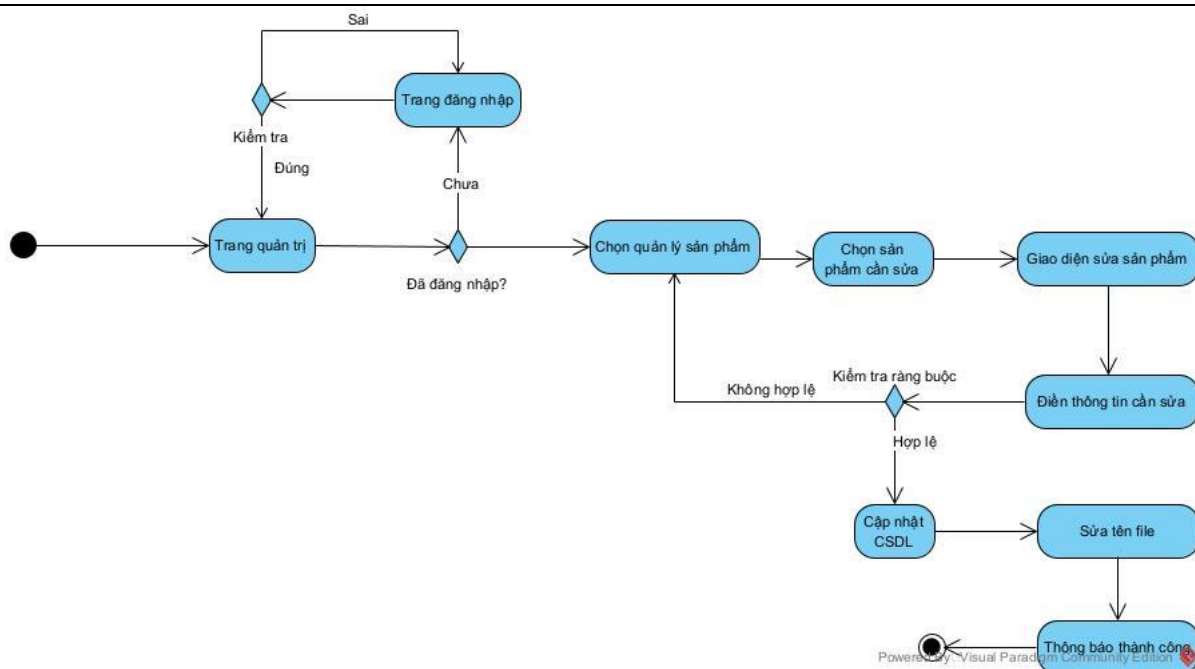 Sai
Trang đăng nhập
Kiểm tra
Đúng
Chưa
Trang quản trị
Đã đăng nhập?
Chọn quản lý sản phẩm
Chọn sản
phẩm cần sửa
Giao diện sửa sản phẩm
Không hợp lệ
Kiểm tra ràng buộc
Điền thông tin cần sửa
Hợp lệ
Cập nhật
CSDL
Sửa tên file
Thông báo thành công
Powered By: Visual Paradigm Community Edition